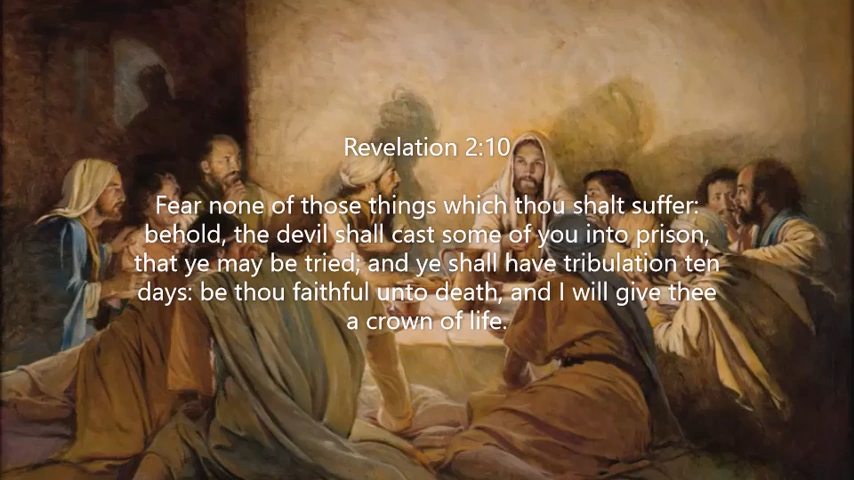 Revelation 2:10
Fear none of those things which thou shalt suffer:
behold, the devil shall cast some of you into prison,
that ye may be tried; and ye shall have tribulation ten
days: be thou faithful unto death, and I will give thee
a crown of life.